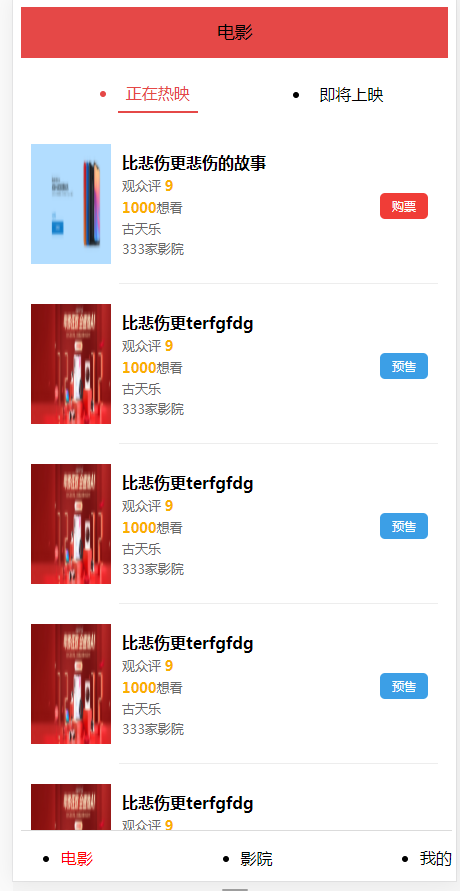 电影
正在热映
即将上映
比悲伤更悲伤的故事
观众评 9
1000想看
古天乐
333家影院
购票
比悲伤更terfgfdg
观众评 9
1000想看
古天乐
333家影院
预售
比悲伤更terfgfdg
观众评 9
1000想看
古天乐
333家影院
预售
比悲伤更terfgfdg
观众评 9
1000想看
古天乐
333家影院
预售
比悲伤更terfgfdg
观众评 9
电影
影院
我的